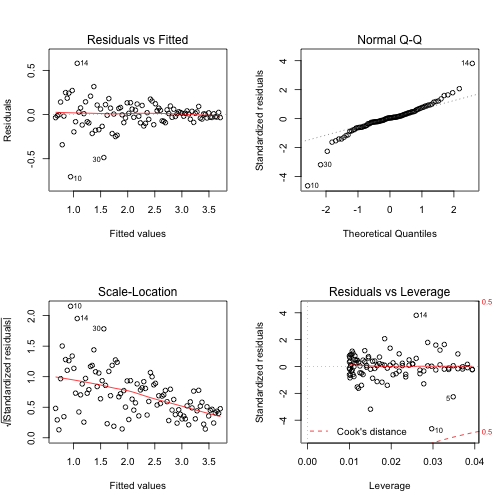 Residuals vs Fitted
Residuals
-0.5 0.0 0.5
14
30
10
1.0 1.5 2.0 2.5 3.0 3.5
Fitted values
Normal Q-Q
Standardized residuals
-4 -2 0 2 4
14
30
10
-2 -1 0 1 2
Theoretical Quantiles
Scale-Location
√|Standardized residuals|
0.0 0.5 1.0 1.5 2.0
10
14
30
1.0 1.5 2.0 2.5 3.0 3.5
Fitted values
Residuals vs Leverage
Standardized residuals
-4 -2 0 2 4
14
5
10
0.5
0.5
Cook's distance
0.00 0.01 0.02 0.03 0.04
Leverage